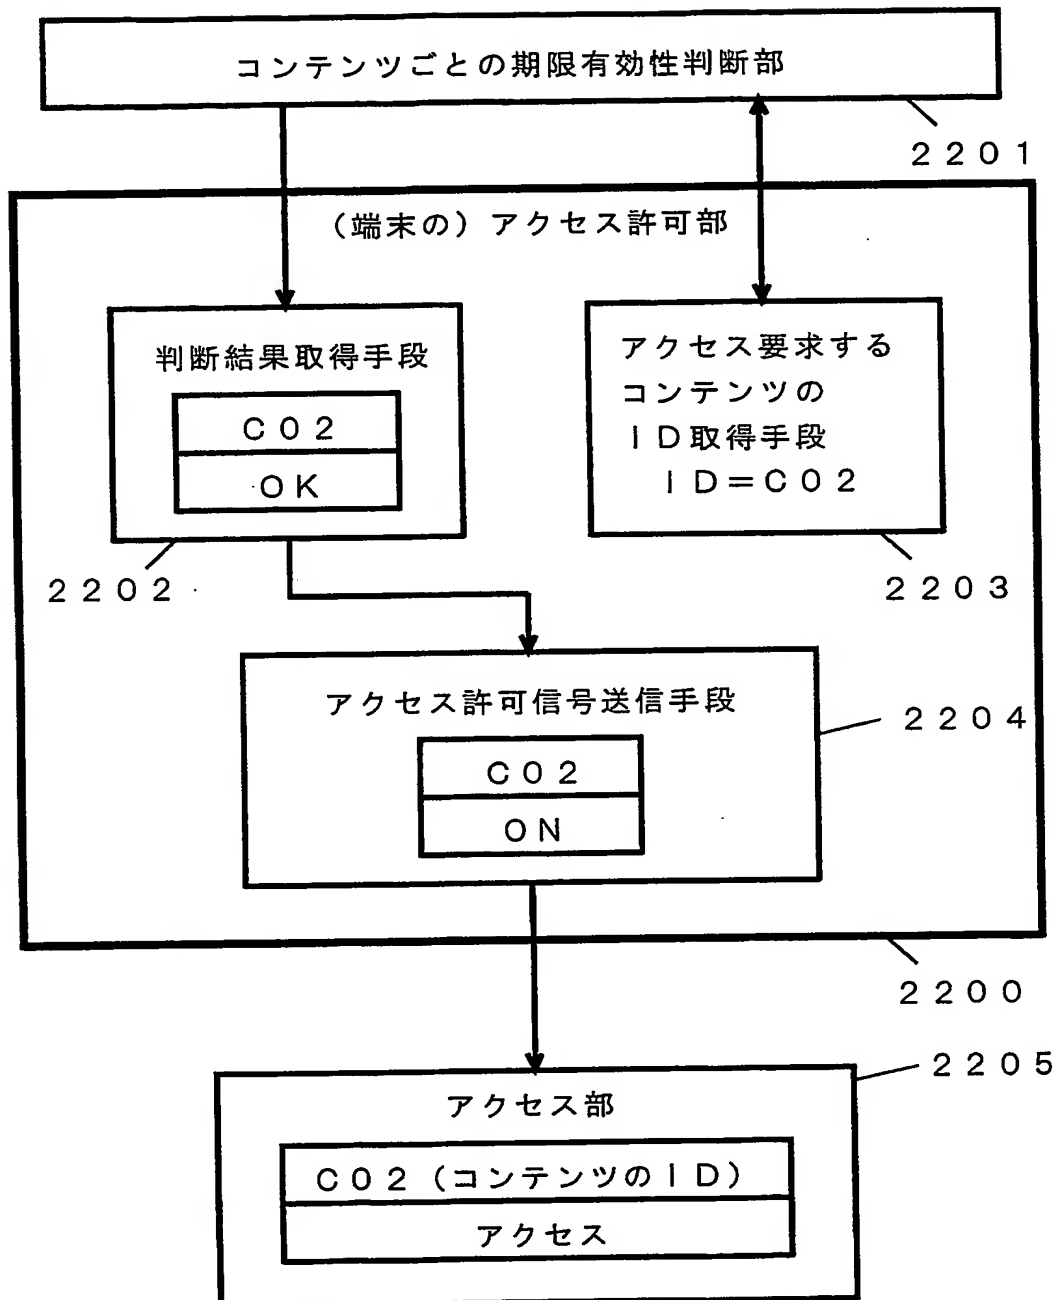 コンテンツごとの期限有効性判断部
2201
(端末の)アクセス許可部
判断結果取得手段
C02
OK
2202
アクセス要求する
コンテンツの
ID取得手段
ID=C02
2203
アクセス許可信号送信手段
C02
ON
2204
2200
2205
アクセス部
C02(コンテンツのID)
アクセス